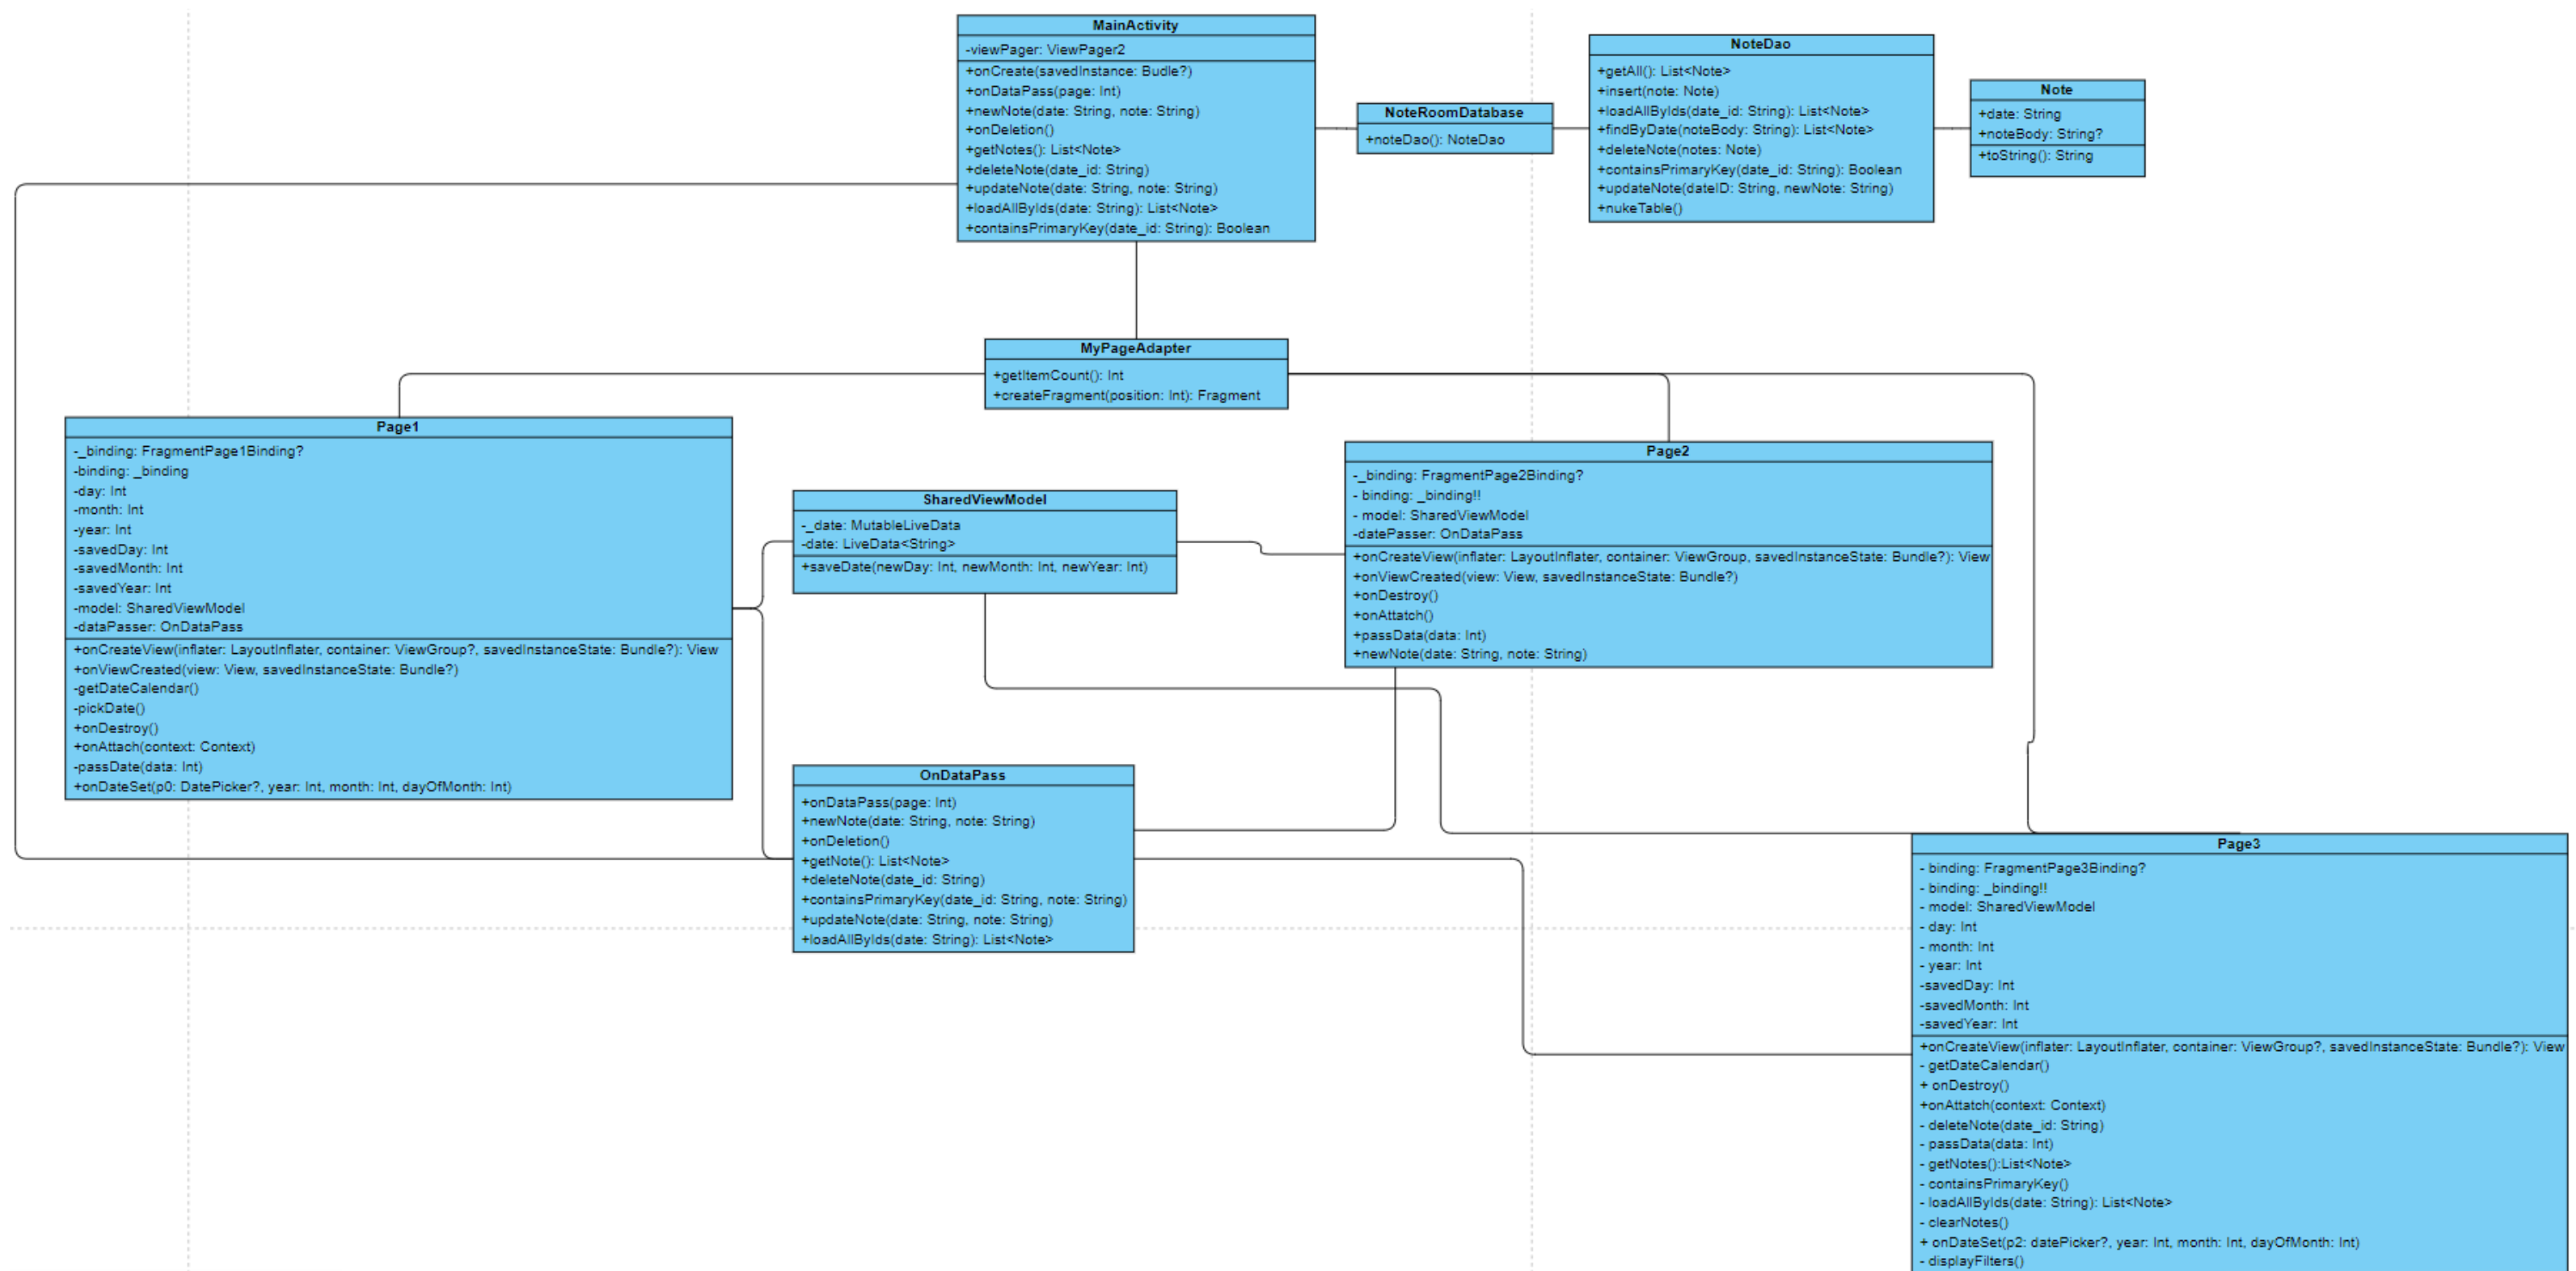 MainActivity
-viewPager: ViewPager2
+onCreate(savedInstance: Budle?)
+onDataPass(page: Int)
+newNote(date: String, note: String)
+onDeletion()
+getNotes(): List<Note>
+deleteNote(date_id: String)
+updateNote(date: String, note: String)
+loadAllByIds(date: String): List<Note>
+containsPrimaryKey(date_id: String): Boolean
NoteRoomDatabase
+noteDao(): NoteDao
NoteDao
+getAll(): List<Note>
+insert(note: Note)
+loadAllByIds(date_id: String): List<Note>
+findByDate(noteBody: String): List<Note>
+deleteNote(notes: Note)
+containsPrimaryKey(date_id: String): Boolean
+updateNote(dateID: String, newNote: String)
+nukeTable()
Note
+date: String
+noteBody: String?
+toString(): String
MyPageAdapter
+getItemCount(): Int
+createFragment(position: Int): Fragment
Page1
-_binding: FragmentPage1Binding?
-binding: _binding
-day: Int
-month: Int
-year: Int
-savedDay: Int
-savedMonth: Int
-savedYear: Int
-model: SharedViewModel
-dataPasser: OnDataPass
+onCreateView(inflater: LayoutInflater, container: ViewGroup?, savedInstanceState: Bundle?): View
+onViewCreated(view: View, savedInstanceState: Bundle?)
-getDateCalendar()
-pickDate()
+onDestroy()
+onAttach(context: Context)
-passDate(data: Int)
+onDateSet(p0: DatePicker?, year: Int, month: Int, dayOfMonth: Int)
SharedViewModel
-_date: MutableLiveData
-date: LiveData<String>
+saveDate(newDay: Int, newMonth: Int, newYear: Int)
Page2
-_binding: FragmentPage2Binding?
- binding: _binding!!
- model: SharedViewModel
-datePasser: OnDataPass
+onCreateView(inflater: LayoutInflater, container: ViewGroup, savedInstanceState: Bundle?): View
+onViewCreated(view: View, savedInstanceState: Bundle?)
+onDestroy()
+onAttatch()
+passData(data: Int)
+newNote(date: String, note: String)
OnDataPass
+onDataPass(page: Int)
+newNote(date: String, note: String)
+onDeletion()
+getNote(): List<Note>
+deleteNote(date_id: String)
+containsPrimaryKey(date_id: String, note: String)
+updateNote(date: String, note: String)
+loadAllByIds(date: String): List<Note>
Page3
- binding: FragmentPage3Binding?
- binding: _binding!!
- model: SharedViewModel
- day: Int
- month: Int
- year: Int
-savedDay: Int
-savedMonth: Int
-savedYear: Int
+onCreateView(inflater: LayoutInflater, container: ViewGroup?, savedInstanceState: Bundle?): View
- getDateCalendar()
+ onDestroy()
+onAttatch(context: Context)
- deleteNote(date_id: String)
- passData(data: Int)
- getNotes():List<Note>
- containsPrimaryKey()
- loadAllByIds(date: String): List<Note>
- clearNotes()
+ onDateSet(p2: datePicker?, year: Int, month: Int, dayOfMonth: Int)
- displayFilters()